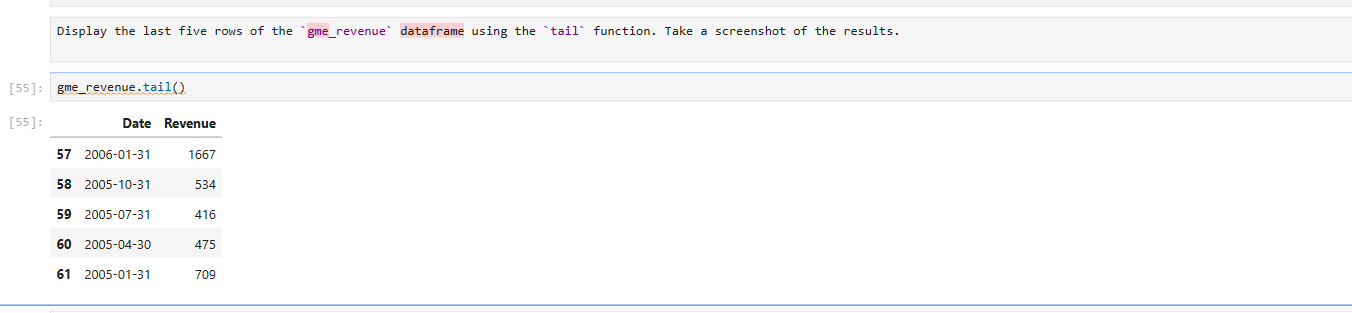 Display the last five rows of the `gme_revenue` dataframe using the `tail` function. Take a screenshot of the results.
[55]: gme_revenue.tail()
[55]:
Date Revenue
57 2006-01-31 1667
58 2005-10-31 534
59 2005-07-31 416
60 2005-04-30 475
61 2005-01-31 709